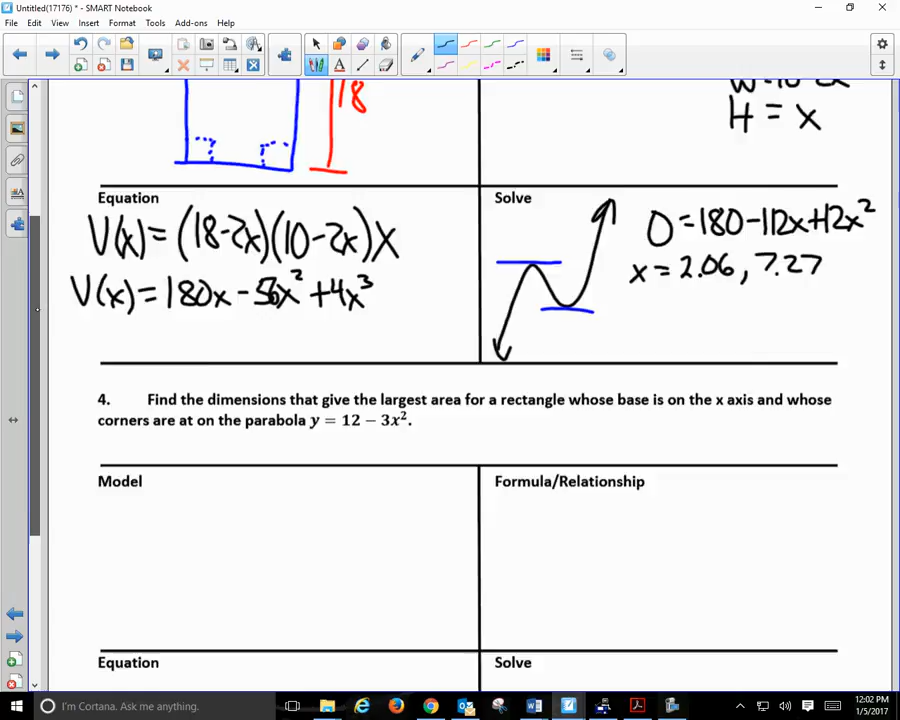 Untitled(17176) * - SMART Notebook
File Edit View Insert Format Tools Add-ons Help
18
H = x
Equation
Solve
V(x) = (18-2x)(10-2x)x
0=180-112x+12x²
x = 2.06, 7.27
V(x) = 180x - 56x² + 4x³
4. Find the dimensions that give the largest area for a rectangle whose base is on the x axis and whose
corners are at on the parabola y = 12 − 3x².
Model
Formula/Relationship
Equation
Solve
I'm Cortana. Ask me anything.
12:02 PM
1/5/2017